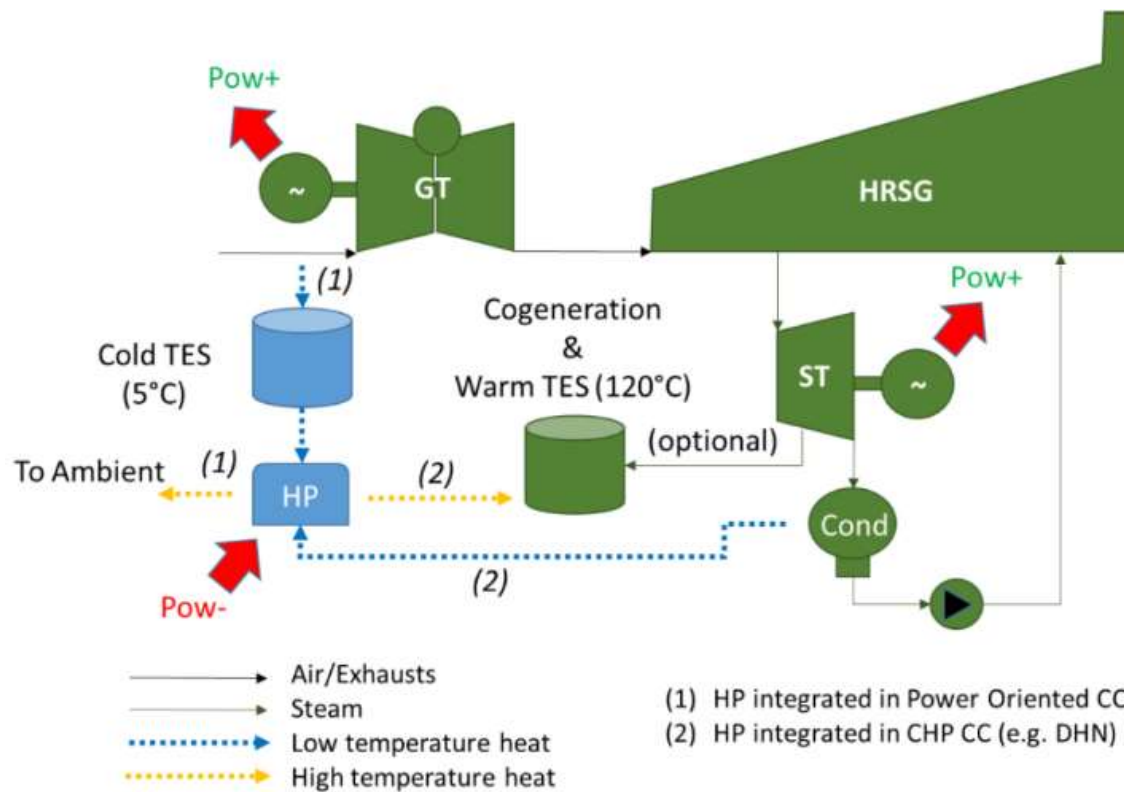 Pow+
GT
~
HRSG
(1)
Pow+
Cogeneration
&
Warm TES (120°C)
Cold TES
(5°C)
ST
~
(optional)
To Ambient
(1)
(2)
HP
Cond
(2)
Pow-
Air/Exhausts
Steam
Low temperature heat
High temperature heat
(1) HP integrated in Power Oriented CC
(2) HP integrated in CHP CC (e.g. DHN)